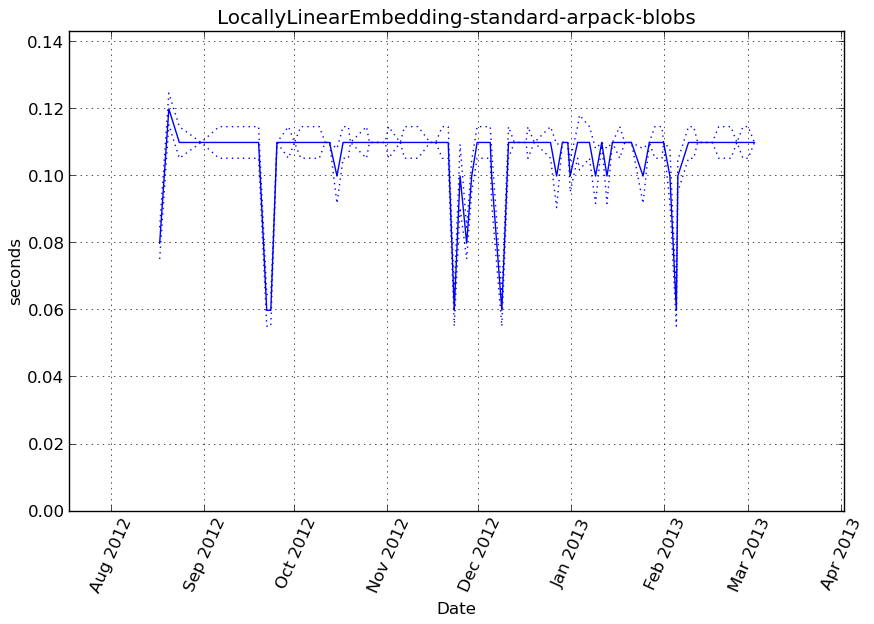 LocallyLinearEmbedding-standard-arpack-blobs
0.14
0.12
0.10
0.08
0.06
0.04
0.02
0.00
seconds
Aug 2012
Sep 2012
Oct 2012
Nov 2012
Dec 2012
Jan 2013
Feb 2013
Mar 2013
Apr 2013
Date